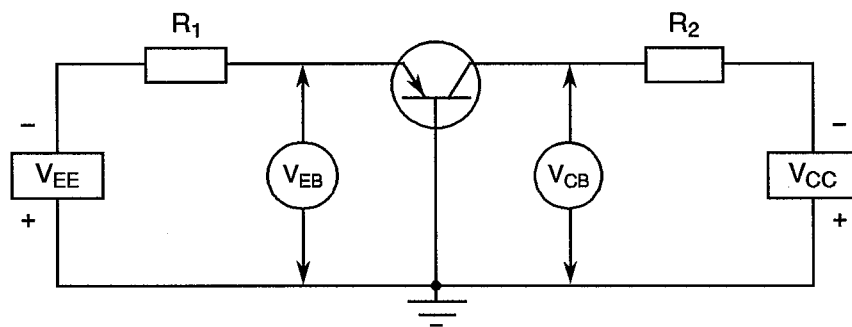 R1 R2
− −
VEE VEB VCB VCC
+ +